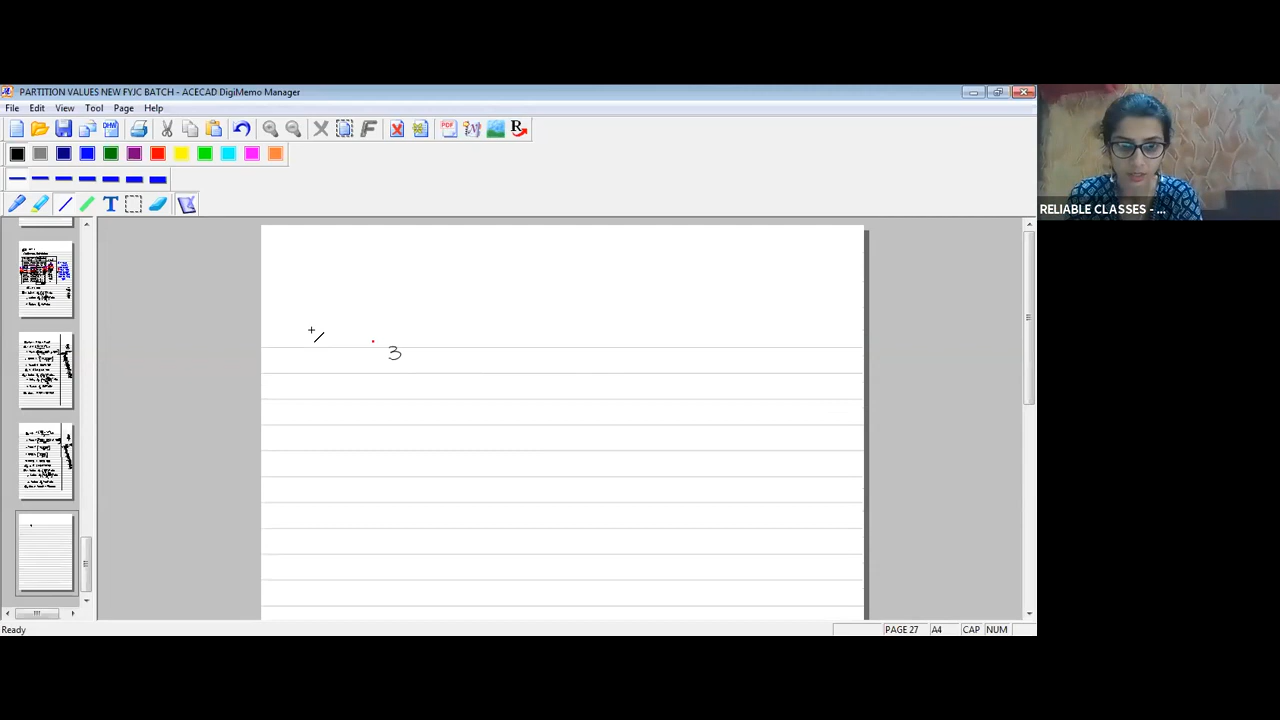 PARTITION VALUES NEW FYJC BATCH - ACECAD DigiMemo Manager
File Edit View Tool Page Help
RELIABLE CLASSES - ...
3
Ready
PAGE 27 A4 CAP NUM